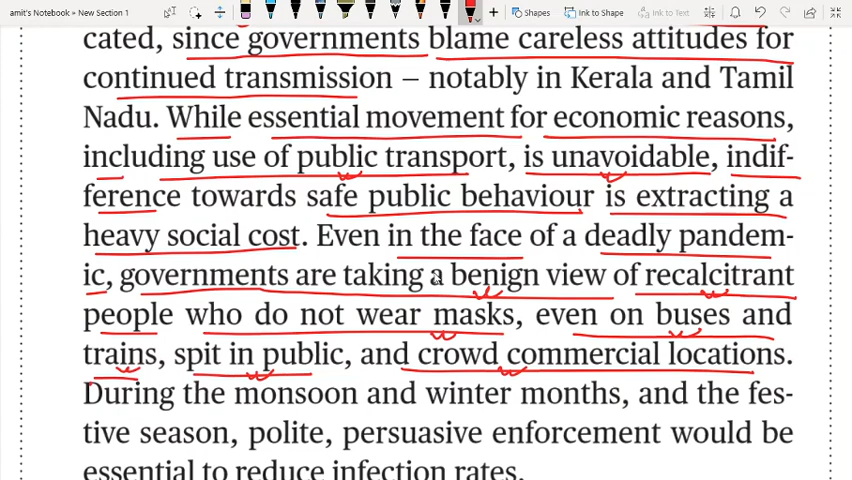 amit's Notebook » New Section 1
Shapes Ink to Shape Ink to Text
cated, since governments blame careless attitudes for
continued transmission – notably in Kerala and Tamil
Nadu. While essential movement for economic reasons,
including use of public transport, is unavoidable, indif-
ference towards safe public behaviour is extracting a
heavy social cost. Even in the face of a deadly pandem-
ic, governments are taking a benign view of recalcitrant
people who do not wear masks, even on buses and
trains, spit in public, and crowd commercial locations.
During the monsoon and winter months, and the fes-
tive season, polite, persuasive enforcement would be
essential to reduce infection rates.